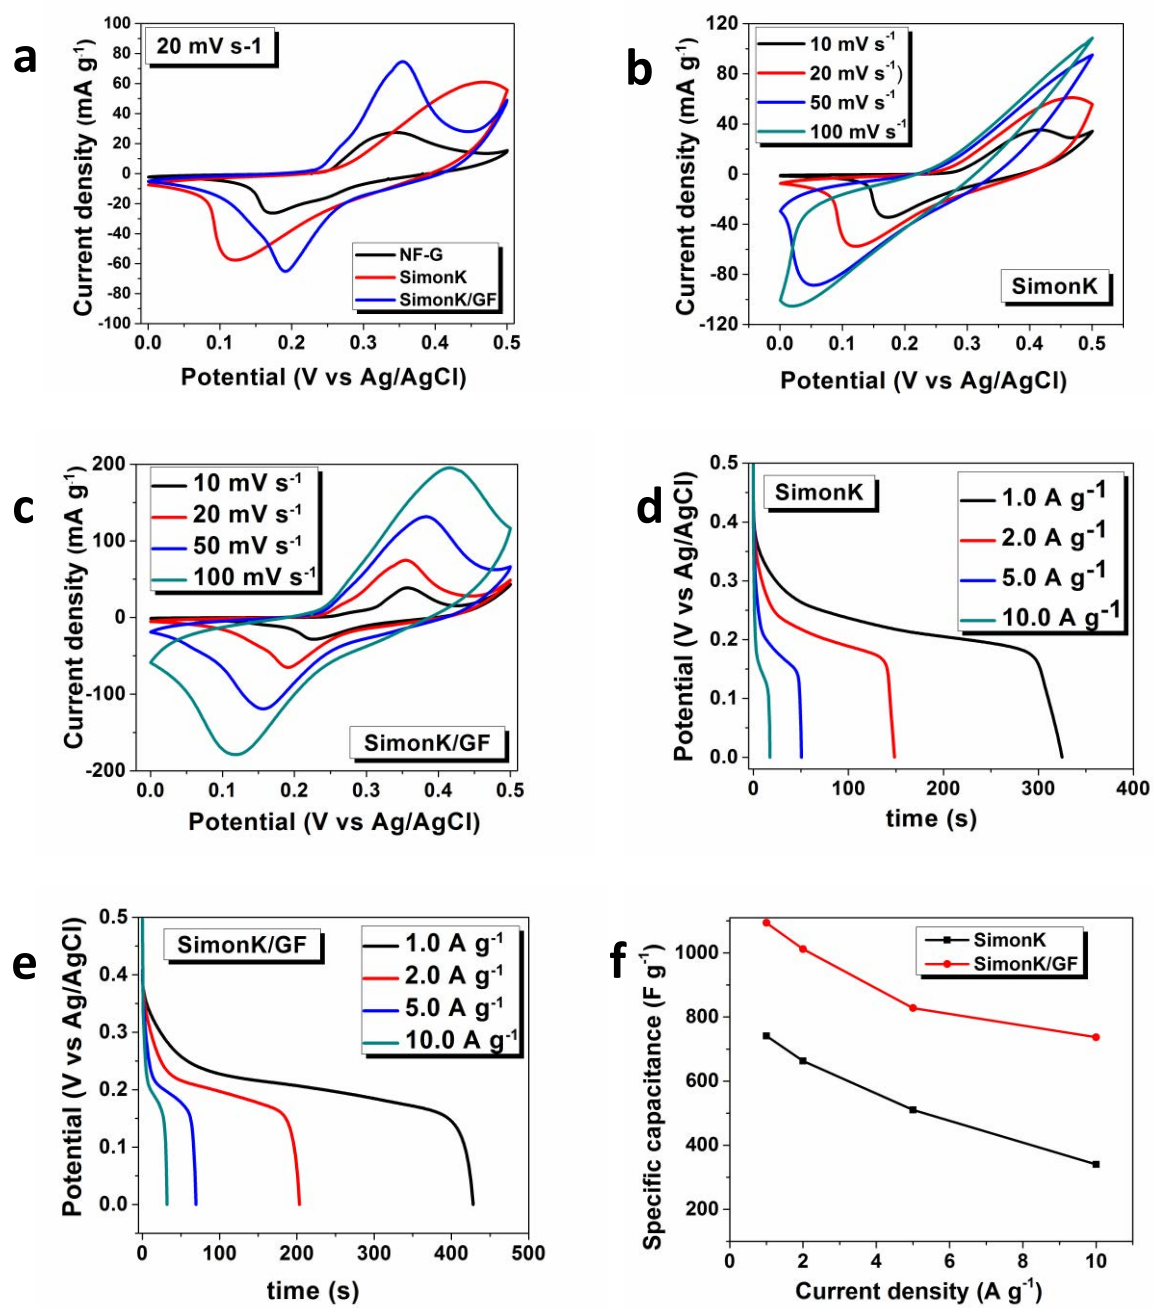 a
20 mV s-1
100
80
60
40
20
0
-20
-40
-60
-80
-100
Current density (mA g-1)
NF-G
SimonK
SimonK/GF
0.0 0.1 0.2 0.3 0.4 0.5
Potential (V vs Ag/AgCl)
b
10 mV s-1
20 mV s-1)
50 mV s-1
100 mV s-1
120
80
40
0
-40
-80
-120
Current density (mA g-1)
SimonK
0.0 0.1 0.2 0.3 0.4 0.5
Potential (V vs Ag/AgCl)
c
10 mV s-1
20 mV s-1
50 mV s-1
100 mV s-1
200
100
0
-100
-200
Current density (mA g-1)
SimonK/GF
0.0 0.1 0.2 0.3 0.4 0.5
Potential (V vs Ag/AgCl)
d
SimonK
1.0 A g-1
2.0 A g-1
5.0 A g-1
10.0 A g-1
0.5
0.4
0.3
0.2
0.1
0.0
Potential (V vs Ag/AgCl)
0 100 200 300 400
time (s)
e
SimonK/GF
1.0 A g-1
2.0 A g-1
5.0 A g-1
10.0 A g-1
0.5
0.4
0.3
0.2
0.1
0.0
Potential (V vs Ag/AgCl)
0 100 200 300 400 500
time (s)
f
SimonK
SimonK/GF
1000
800
600
400
200
Specific capacitance (F g-1)
0 2 4 6 8 10
Current density (A g-1)